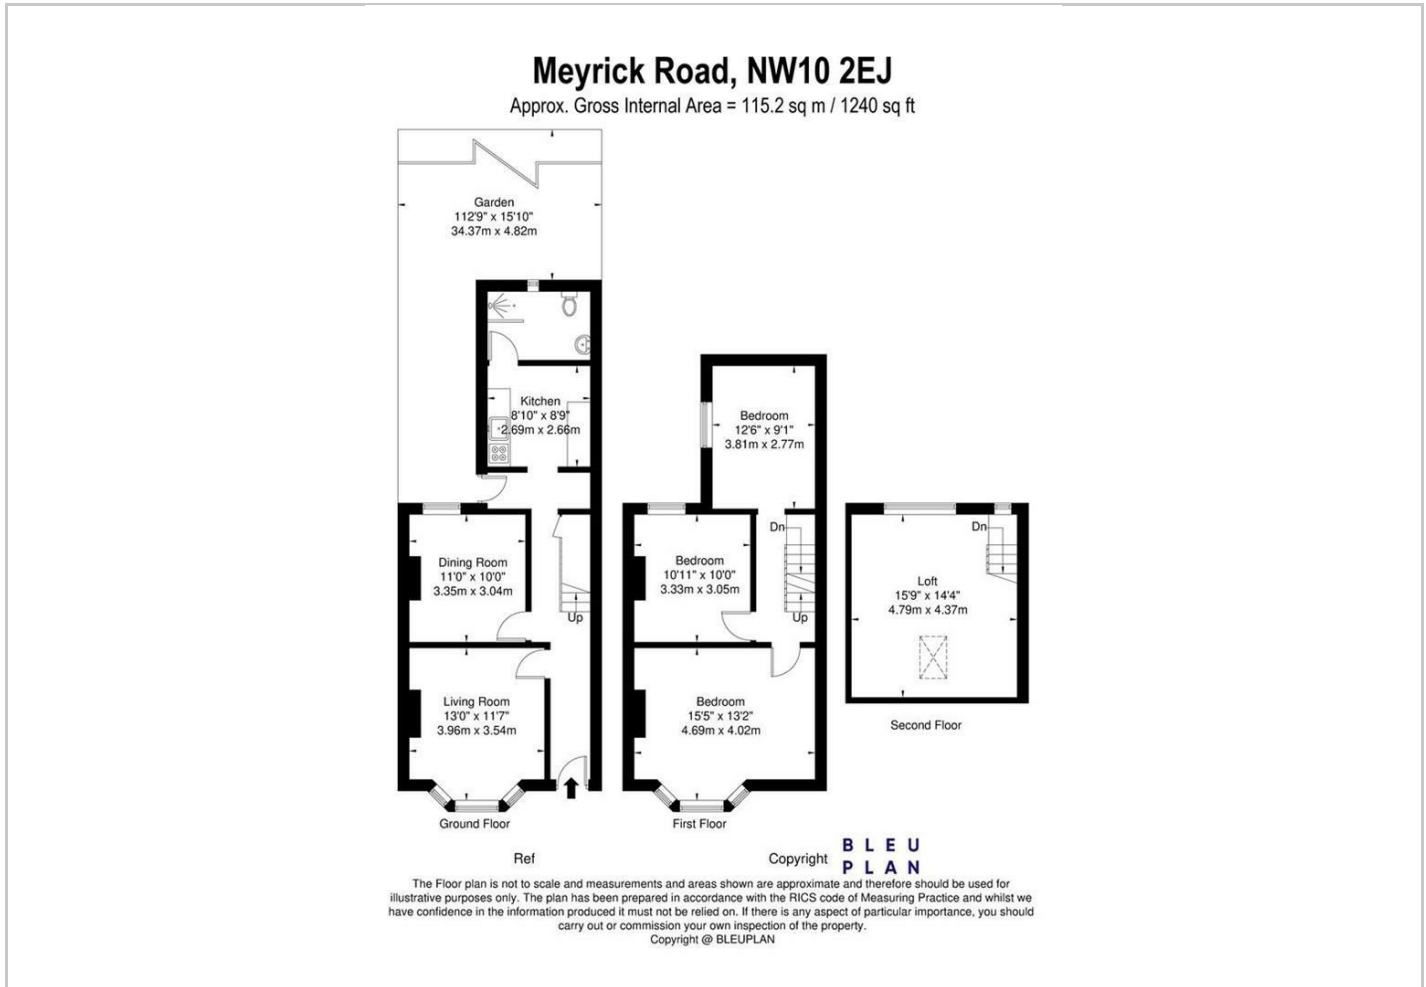 Meyrick Road, NW10 2EJ
Approx. Gross Internal Area = 115.2 sq m / 1240 sq ft
Garden
112'9" x 15'10"
34.37m x 4.82m
Kitchen
8'10" x 8'9"
2.69m x 2.66m
Dining Room
11'0" x 10'0"
3.35m x 3.04m
Up
Living Room
13'0" x 11'7"
3.96m x 3.54m
Ground Floor
Bedroom
12'6" x 9'1"
3.81m x 2.77m
Dn
Bedroom
10'11" x 10'0"
3.33m x 3.05m
Up
Bedroom
15'5" x 13'2"
4.69m x 4.02m
First Floor
Dn
Loft
15'9" x 14'4"
4.79m x 4.37m
Second Floor
Ref
Copyright
BLEU
PLAN
The Floor plan is not to scale and measurements and areas shown are approximate and therefore should be used for
illustrative purposes only. The plan has been prepared in accordance with the RICS code of Measuring Practice and whilst we
have confidence in the information produced it must not be relied on. If there is any aspect of particular importance, you should
carry out or commission your own inspection of the property.
Copyright @ BLEUPLAN